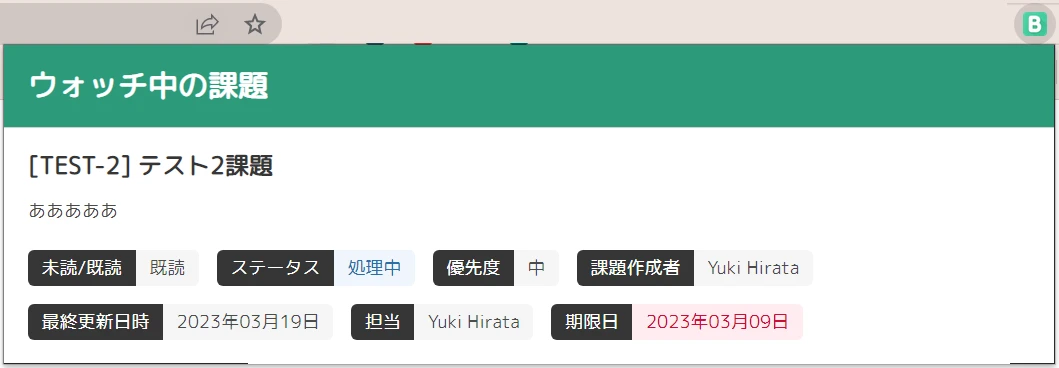 B
ウォッチ中の課題
[TEST-2] テスト2課題
あああああ
未読/既読 既読 ステータス 処理中 優先度 中 課題作成者 Yuki Hirata
最終更新日時 2023年03月19日 担当 Yuki Hirata 期限日 2023年03月09日